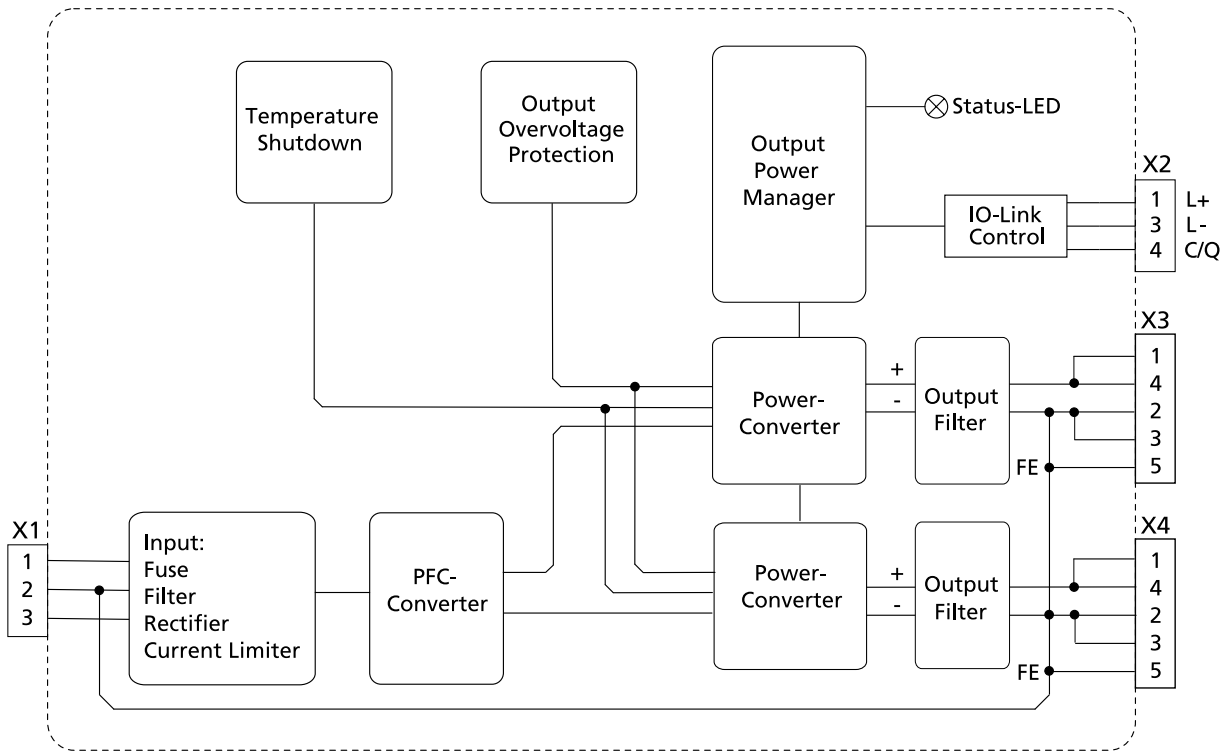 Temperature
Shutdown
Output
Overvoltage
Protection
Output
Power
Manager
Status-LED
X2
IO-Link
Control
1 L+
3 L-
4 C/Q
X3
Power-
Converter
+
-
Output
Filter
1
4
2
3
FE 5
X1
1
2
3
Input:
Fuse
Filter
Rectifier
Current Limiter
PFC-
Converter
Power-
Converter
+
-
Output
Filter
X4
1
4
2
3
FE 5